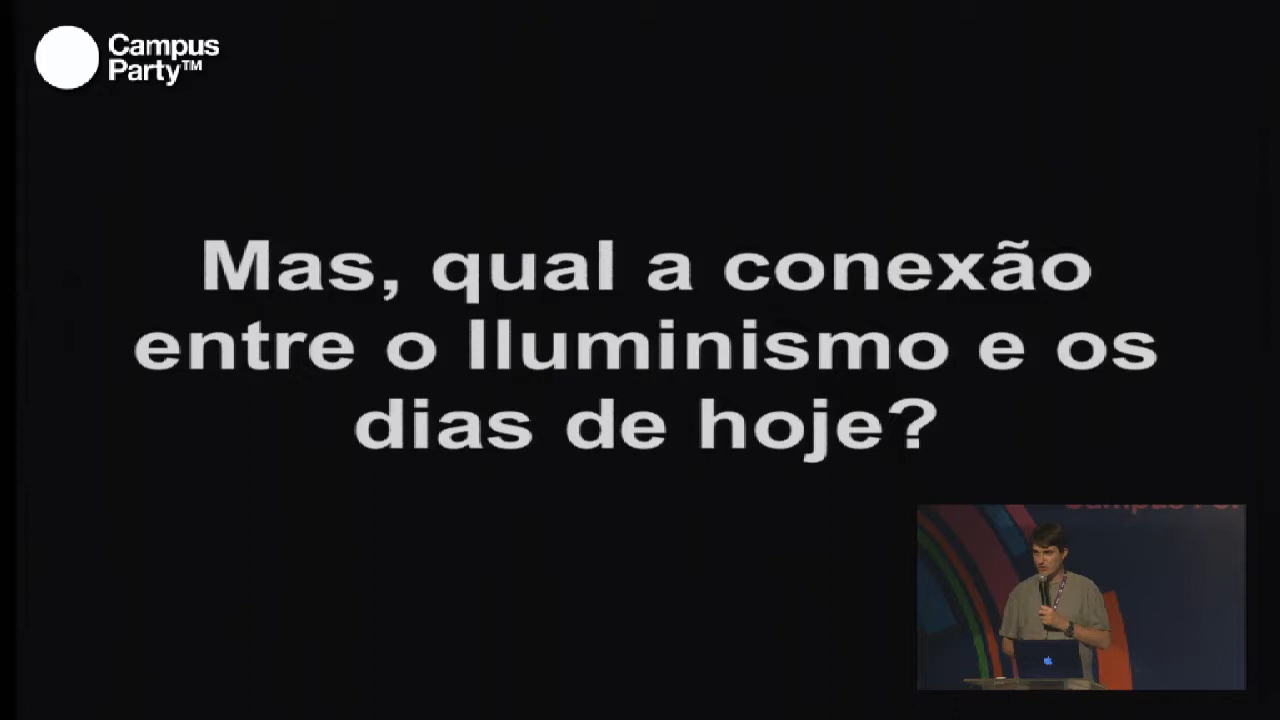 Campus
Party™
Mas, qual a conexão
entre o Iluminismo e os
dias de hoje?